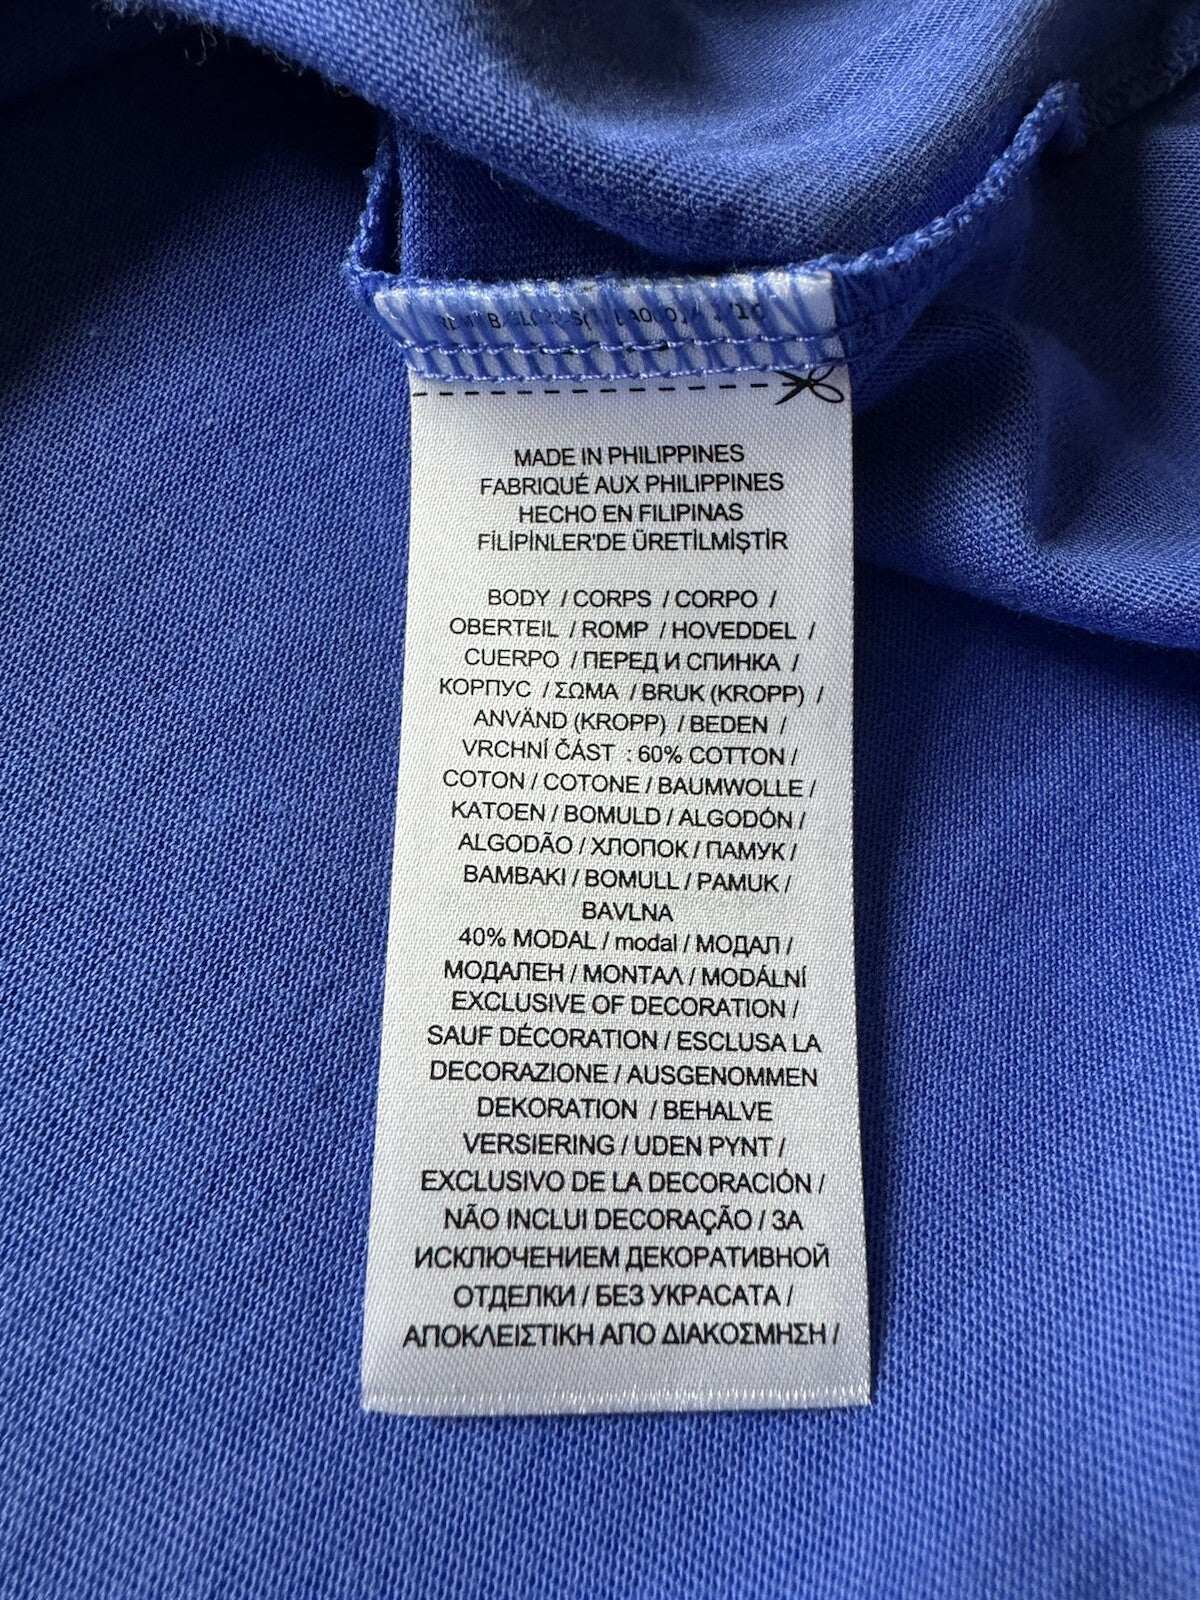 MADE IN PHILIPPINES
FABRIQUÉ AUX PHILIPPINES
HECHO EN FILIPINAS
FİLİPİNLER'DE ÜRETİLMİŞTİR
BODY / CORPS / CORPO /
OBERTEIL / ROMP / HOVEDDEL /
CUERPO / ПЕРЕД И СПИНКА /
КОРПУС / ΣΩΜΑ / BRUK (KROPP) /
ANVÄND (KROPP) / BEDEN /
VRCHNÍ ČÁST : 60% COTTON /
COTON / COTONE / BAUMWOLLE /
KATOEN / BOMULD / ALGODÓN /
ALGODÃO / ХЛОПОК / ПАМУК /
BAMBAKI / BOMULL / PAMUK /
BAVLNA
40% MODAL / modal / МОДАЛ /
МОДАЛЕН / ΜΟΝΤΑΛ / MODÁLNÍ
EXCLUSIVE OF DECORATION /
SAUF DÉCORATION / ESCLUSA LA
DECORAZIONE / AUSGENOMMEN
DEKORATION / BEHALVE
VERSIERING / UDEN PYNT /
EXCLUSIVO DE LA DECORACIÓN /
NÃO INCLUI DECORAÇÃO / ЗА
ИСКЛЮЧЕНИЕМ ДЕКОРАТИВНОЙ
ОТДЕЛКИ / БЕЗ УКРАСАТА /
ΑΠΟΚΛΕΙΣΤΙΚΗ ΑΠΟ ΔΙΑΚΟΣΜΗΣΗ /